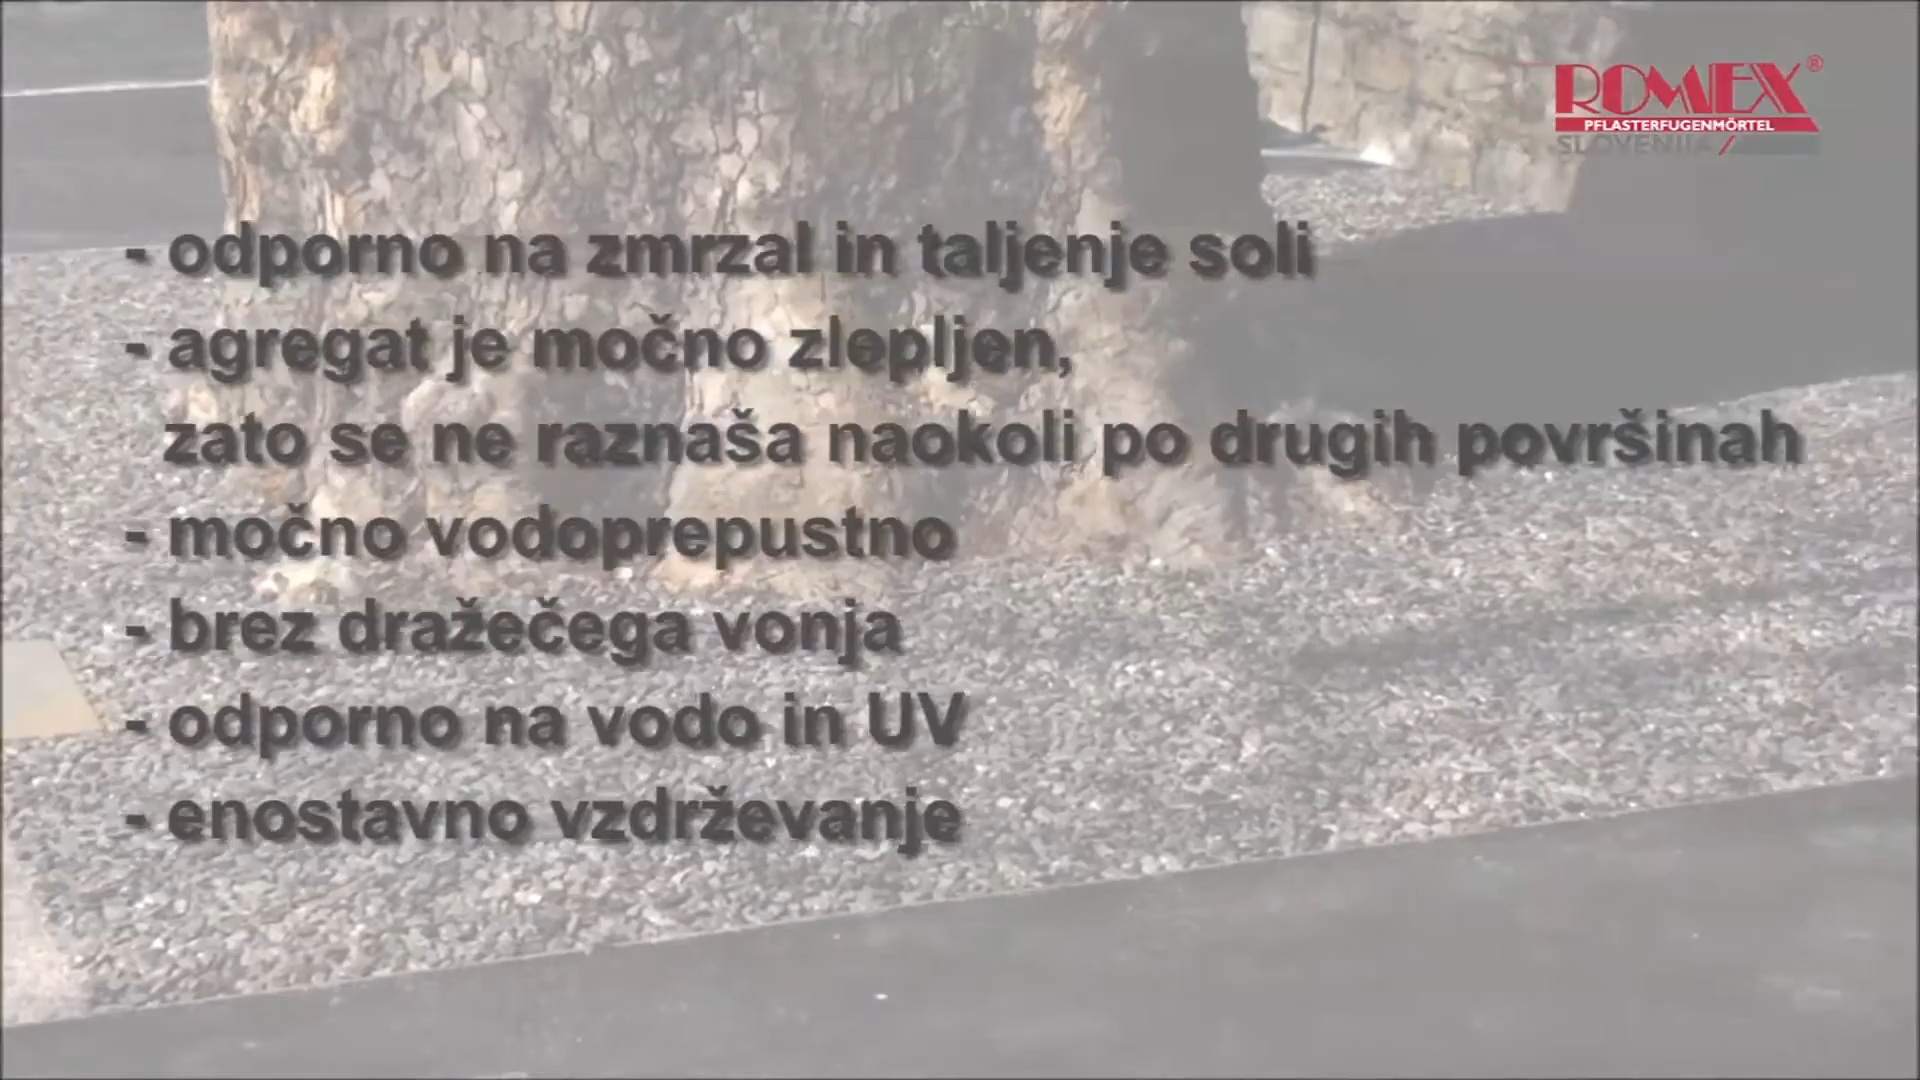 ROMEX®
PFLASTERFUGENMÖRTEL
SLOVENIJA
- odporno na zmrzal in taljenje soli
- agregat je močno zlepljen,
zato se ne raznaša naokoli po drugih površinah
- močno vodoprepustno
- brez dražečega vonja
- odporno na vodo in UV
- enostavno vzdrževanje